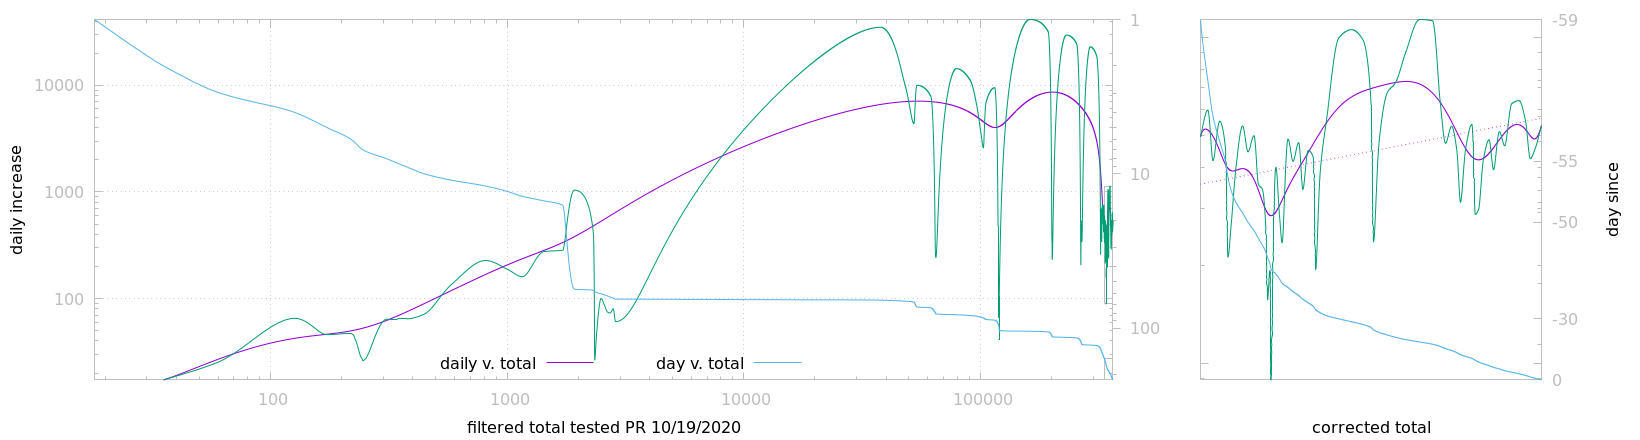 1
-59
10000
daily increase
1000
100
10
100
-55
-50
-30
0
day since
daily v. total
day v. total
100
1000
10000
100000
filtered total tested PR 10/19/2020
corrected total